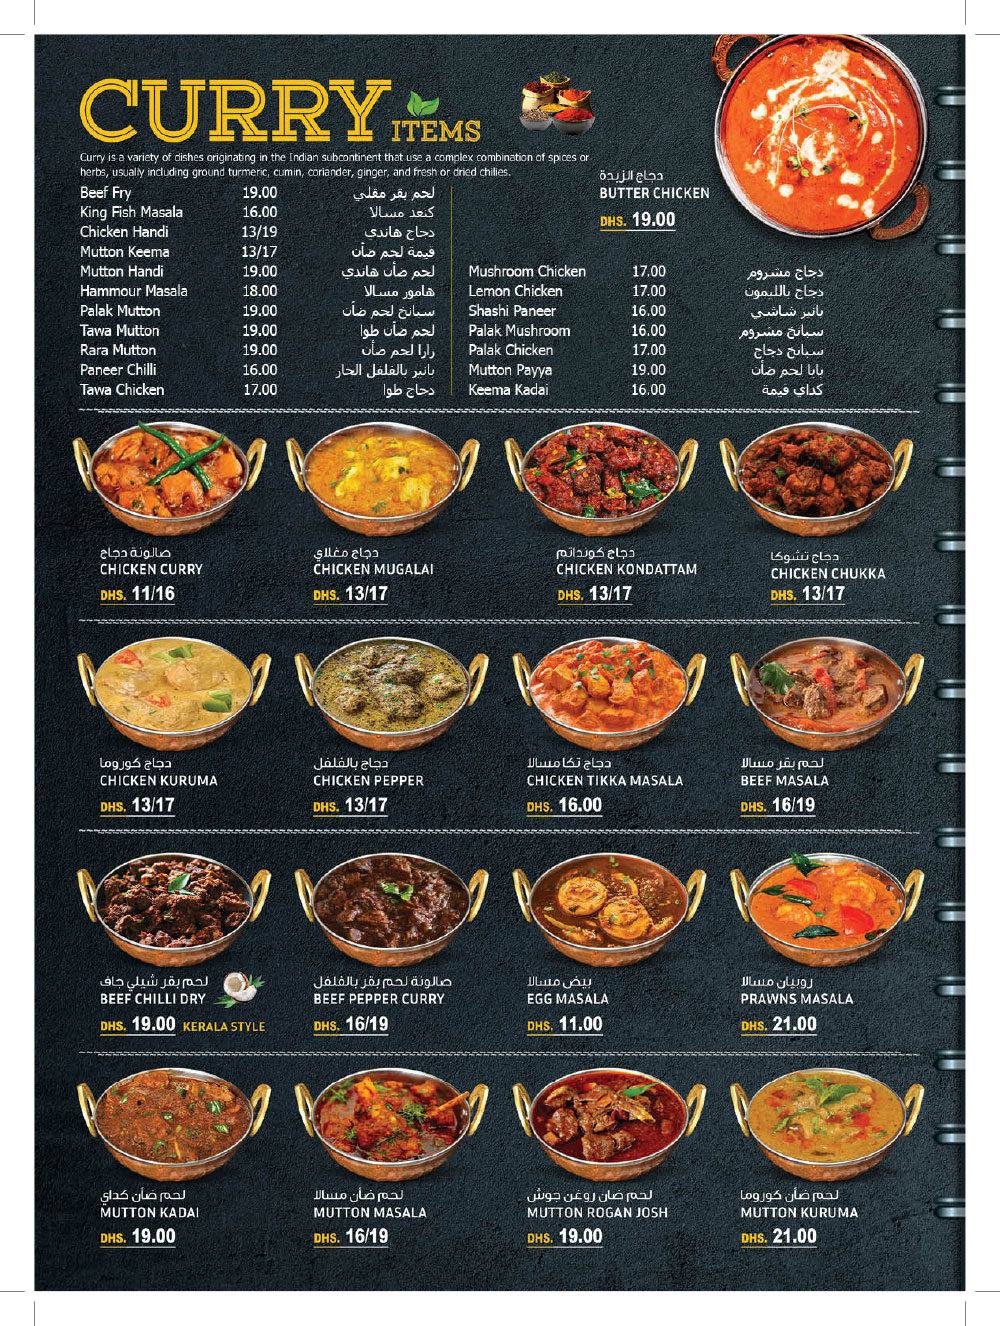 CURRY ITEMS
Curry is a variety of dishes originating in the Indian subcontinent that use a complex combination of spices or
herbs, usually including ground turmeric, cumin, coriander, ginger, and fresh or dried chilies.
دجاج الزبدة
BUTTER CHICKEN
DHS. 19.00
Beef Fry 19.00 لحم بقر مقلي
King Fish Masala 16.00 كنعد مسالا
Chicken Handi 13/19 دجاج هاندي
Mutton Keema 13/17 قيمة لحم ضأن
Mutton Handi 19.00 لحم ضأن هاندي
Hammour Masala 18.00 هامور مسالا
Palak Mutton 19.00 سبانخ لحم ضأن
Tawa Mutton 19.00 لحم ضأن طوا
Rara Mutton 19.00 رارا لحم ضأن
Paneer Chilli 16.00 بانير بالفلفل الحار
Tawa Chicken 17.00 دجاج طوا
Mushroom Chicken 17.00 دجاج مشروم
Lemon Chicken 17.00 دجاج بالليمون
Shashi Paneer 16.00 بانير شاشي
Palak Mushroom 16.00 سبانخ مشروم
Palak Chicken 17.00 سبانخ دجاج
Mutton Payya 19.00 بايا لحم ضأن
Keema Kadai 16.00 كداي قيمة
صالونة دجاج
CHICKEN CURRY
DHS. 11/16
دجاج مغلاي
CHICKEN MUGALAI
DHS. 13/17
دجاج كونداتم
CHICKEN KONDATTAM
DHS. 13/17
دجاج تشوكا
CHICKEN CHUKKA
DHS. 13/17
دجاج كوروما
CHICKEN KURUMA
DHS. 13/17
دجاج بالفلفل
CHICKEN PEPPER
DHS. 13/17
دجاج تكا مسالا
CHICKEN TIKKA MASALA
DHS. 16.00
لحم بقر مسالا
BEEF MASALA
DHS. 16/19
لحم بقر شيلي جاف
BEEF CHILLI DRY
DHS. 19.00 KERALA STYLE
صالونة لحم بقر بالفلفل
BEEF PEPPER CURRY
DHS. 16/19
بيض مسالا
EGG MASALA
DHS. 11.00
روبيان مسالا
PRAWNS MASALA
DHS. 21.00
لحم ضأن كداي
MUTTON KADAI
DHS. 19.00
لحم ضأن مسالا
MUTTON MASALA
DHS. 16/19
لحم ضان روغن جوش
MUTTON ROGAN JOSH
DHS. 19.00
لحم ضأن كوروما
MUTTON KURUMA
DHS. 21.00